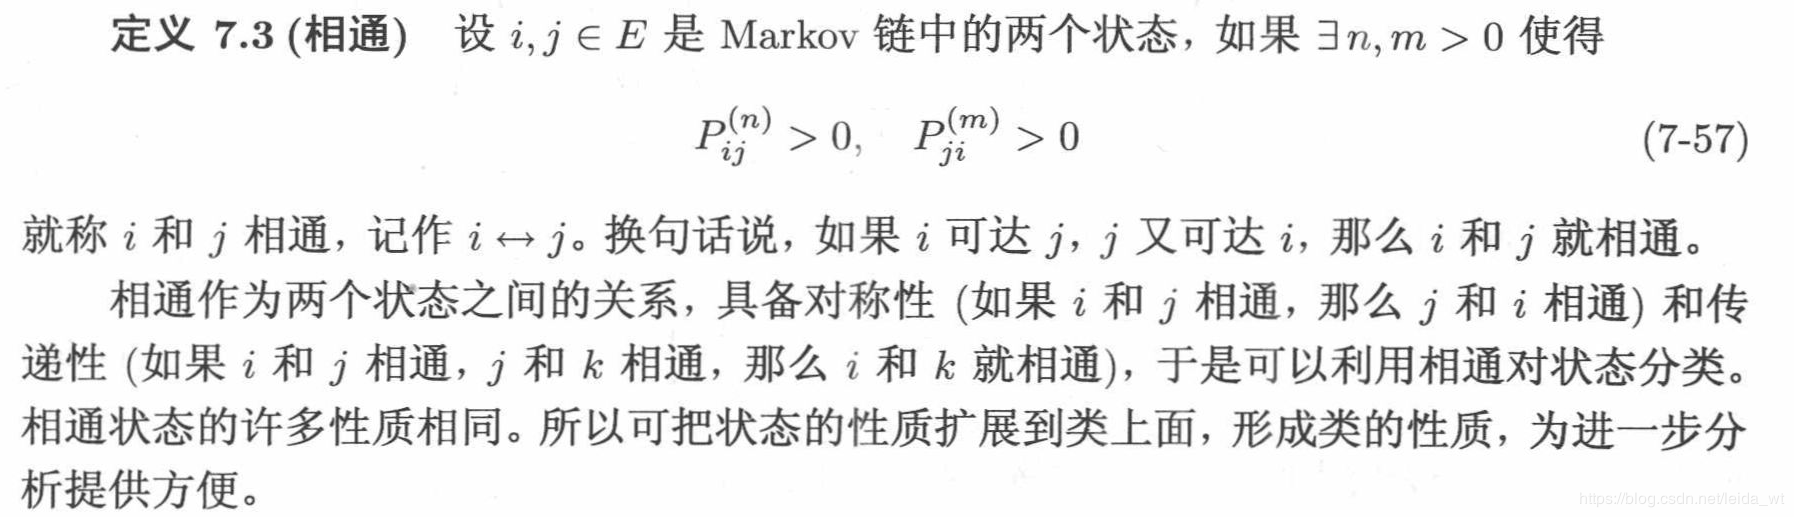 定义 7.3 (相通) 设 i, j ∈ E 是 Markov 链中的两个状态，如果 ∃ n, m > 0 使得
P_{ij}^{(n)} > 0, P_{ji}^{(m)} > 0 (7-57)
就称 i 和 j 相通，记作 i ↔ j。换句话说，如果 i 可达 j，j 又可达 i，那么 i 和 j 就相通。
相通作为两个状态之间的关系，具备对称性 (如果 i 和 j 相通，那么 j 和 i 相通) 和传
递性 (如果 i 和 j 相通，j 和 k 相通，那么 i 和 k 就相通)，于是可以利用相通对状态分类。
相通状态的许多性质相同。所以可把状态的性质扩展到类上面，形成类的性质，为进一步分
析提供方便。
https://blog.csdn.net/leida_wt